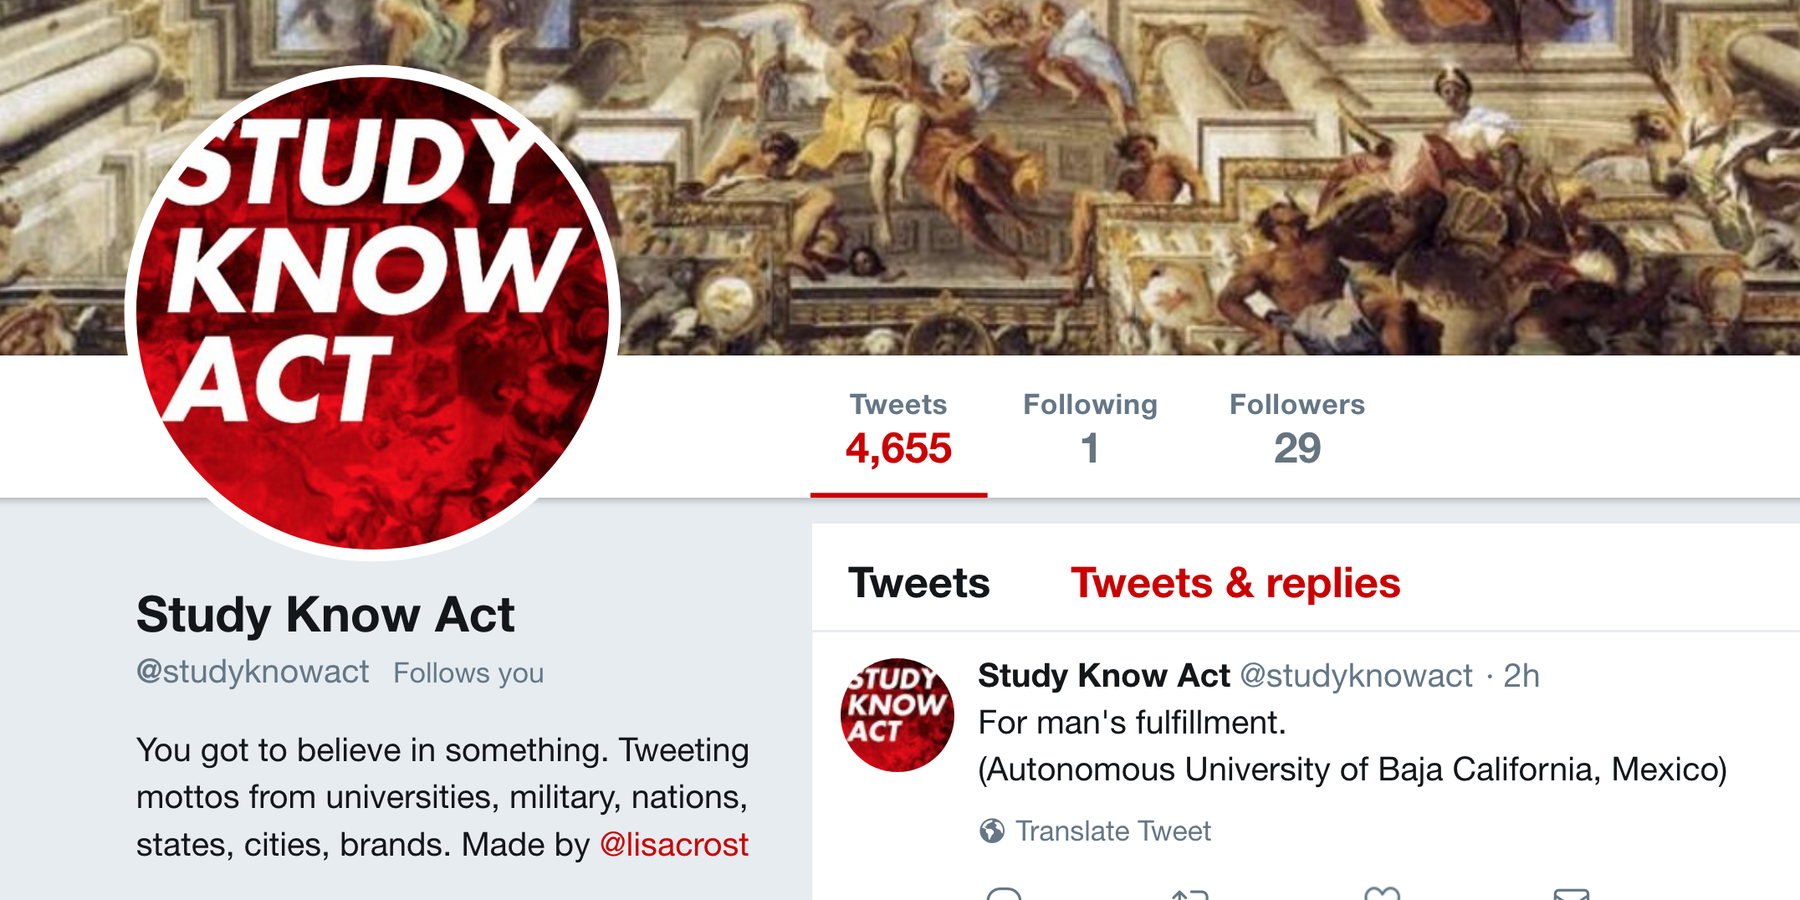 STUDY
KNOW
ACT
Tweets
4,655
Following
1
Followers
29
Study Know Act
@studyknowact Follows you
You got to believe in something. Tweeting
mottos from universities, military, nations,
states, cities, brands. Made by @lisacrost
Tweets Tweets & replies
STUDY
KNOW
ACT
Study Know Act @studyknowact · 2h
For man's fulfillment.
(Autonomous University of Baja California, Mexico)
Translate Tweet